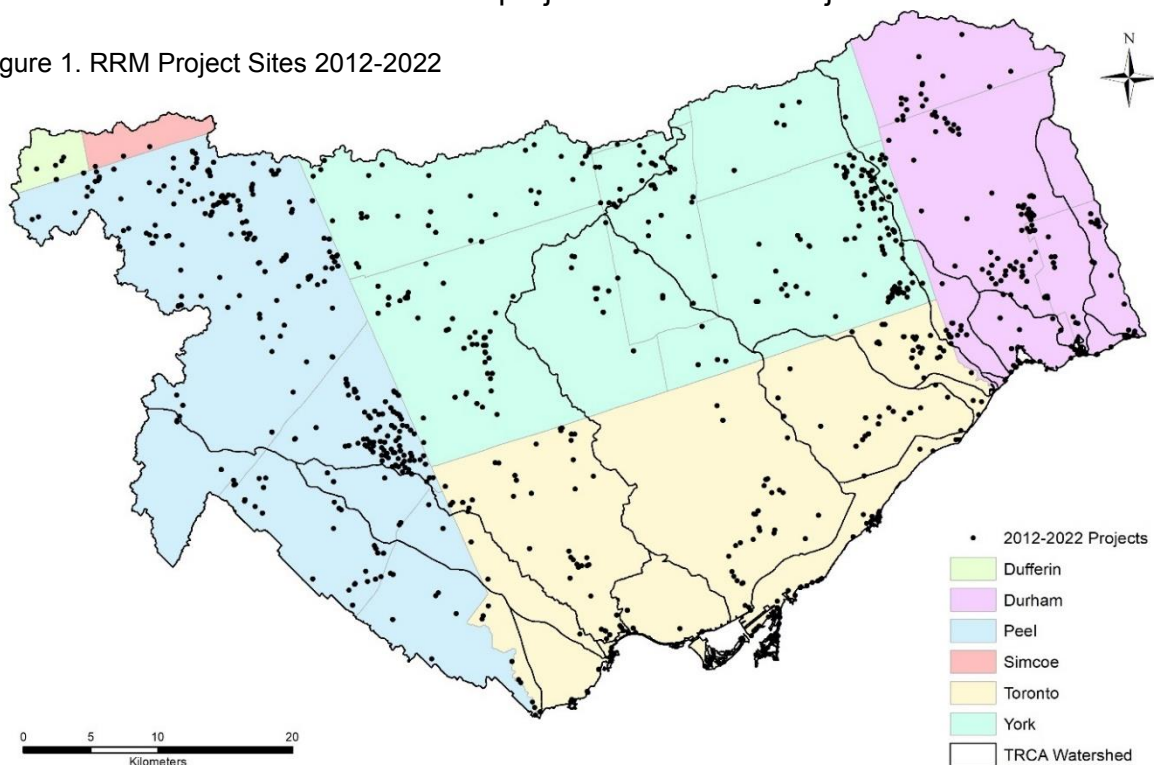 gure 1. RRM Project Sites 2012-2022
N
2012-2022 Projects
Dufferin
Durham
Peel
Simcoe
Toronto
York
TRCA Watershed
0 5 10 20
Kilometers